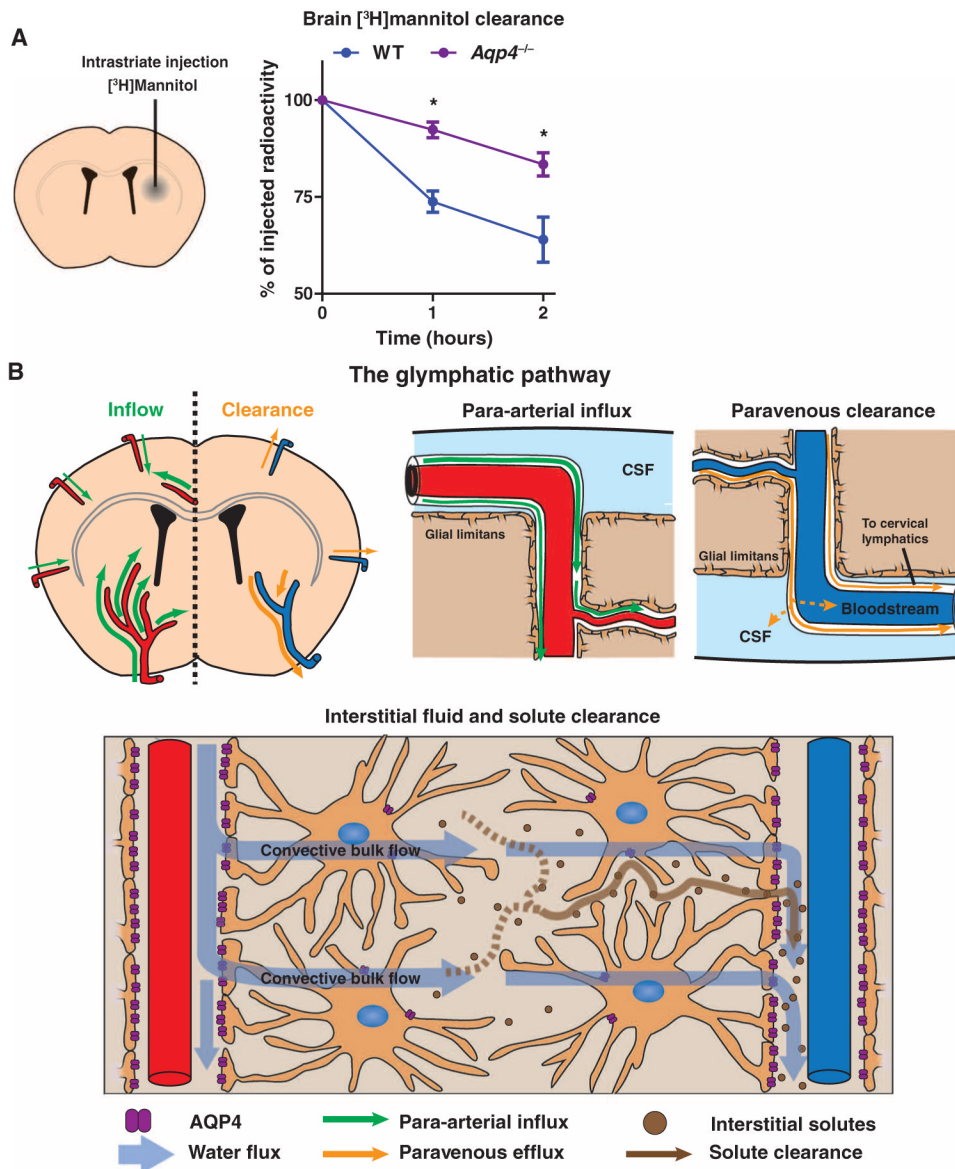 A
Brain [³H]mannitol clearance
WT
Aqp4⁻/⁻
Intrastriate injection
[³H]Mannitol
% of injected radioactivity
100
75
50
*
*
0
1
2
Time (hours)
B
The glymphatic pathway
Inflow
Clearance
Para-arterial influx
CSF
Glial limitans
Paravenous clearance
To cervical
lymphatics
Glial limitans
Bloodstream
CSF
Interstitial fluid and solute clearance
Convective bulk flow
Convective bulk flow
AQP4
Para-arterial influx
Interstitial solutes
Water flux
Paravenous efflux
Solute clearance